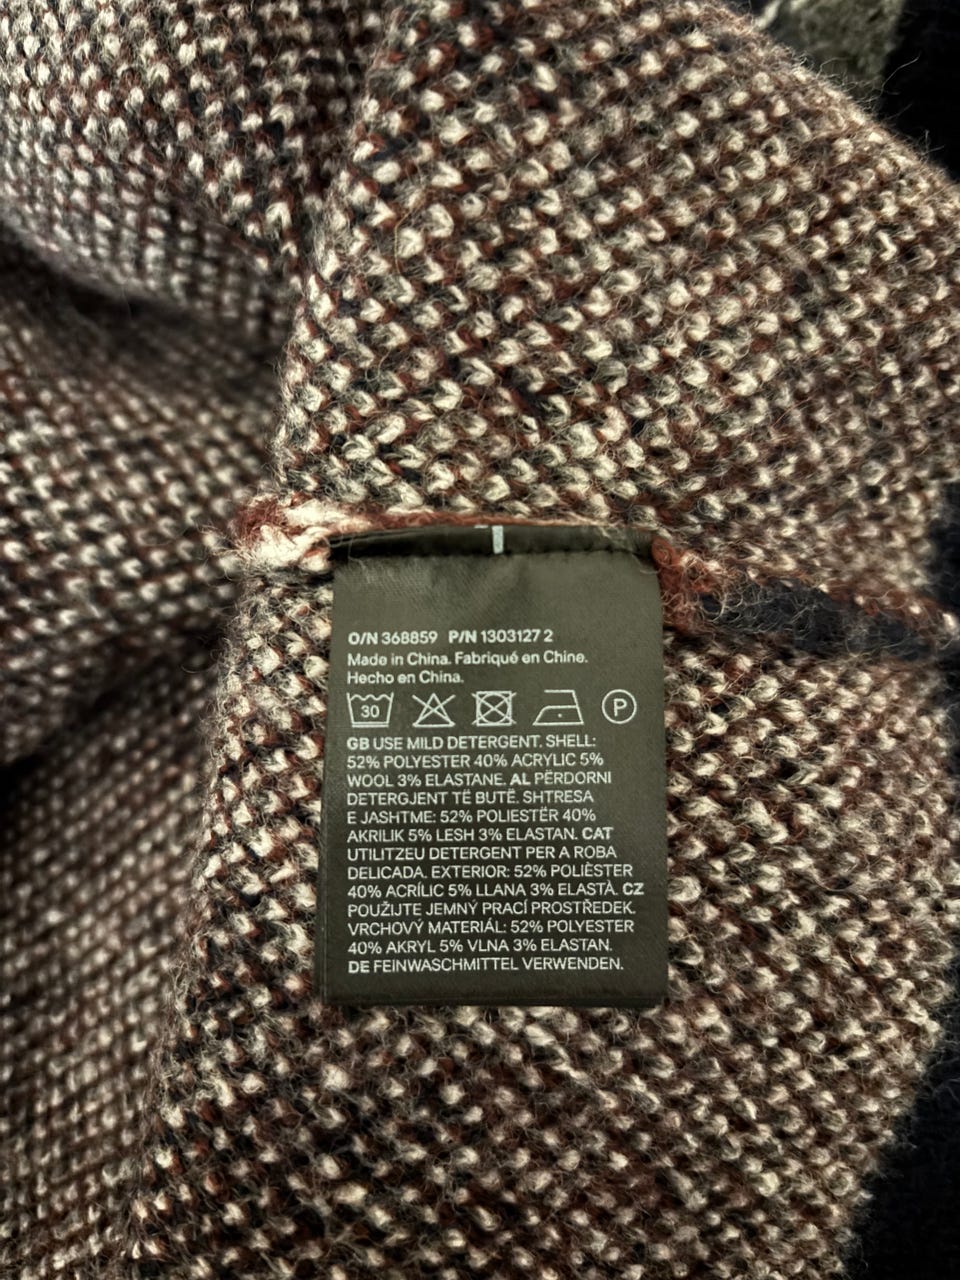 O/N 368859 P/N 1303127 2
Made in China. Fabriqué en Chine.
Hecho en China.
30 P
GB USE MILD DETERGENT. SHELL:
52% POLYESTER 40% ACRYLIC 5%
WOOL 3% ELASTANE. AL PËRDORNI
DETERGJENT TË BUTË. SHTRESA
E JASHTME: 52% POLIESTËR 40%
AKRILIK 5% LESH 3% ELASTAN. CAT
UTILITZEU DETERGENT PER A ROBA
DELICADA. EXTERIOR: 52% POLIÈSTER
40% ACRÍLIC 5% LLANA 3% ELASTÀ. CZ
POUŽIJTE JEMNÝ PRACÍ PROSTŘEDEK.
VRCHOVÝ MATERIÁL: 52% POLYESTER
40% AKRYL 5% VLNA 3% ELASTAN.
DE FEINWASCHMITTEL VERWENDEN.